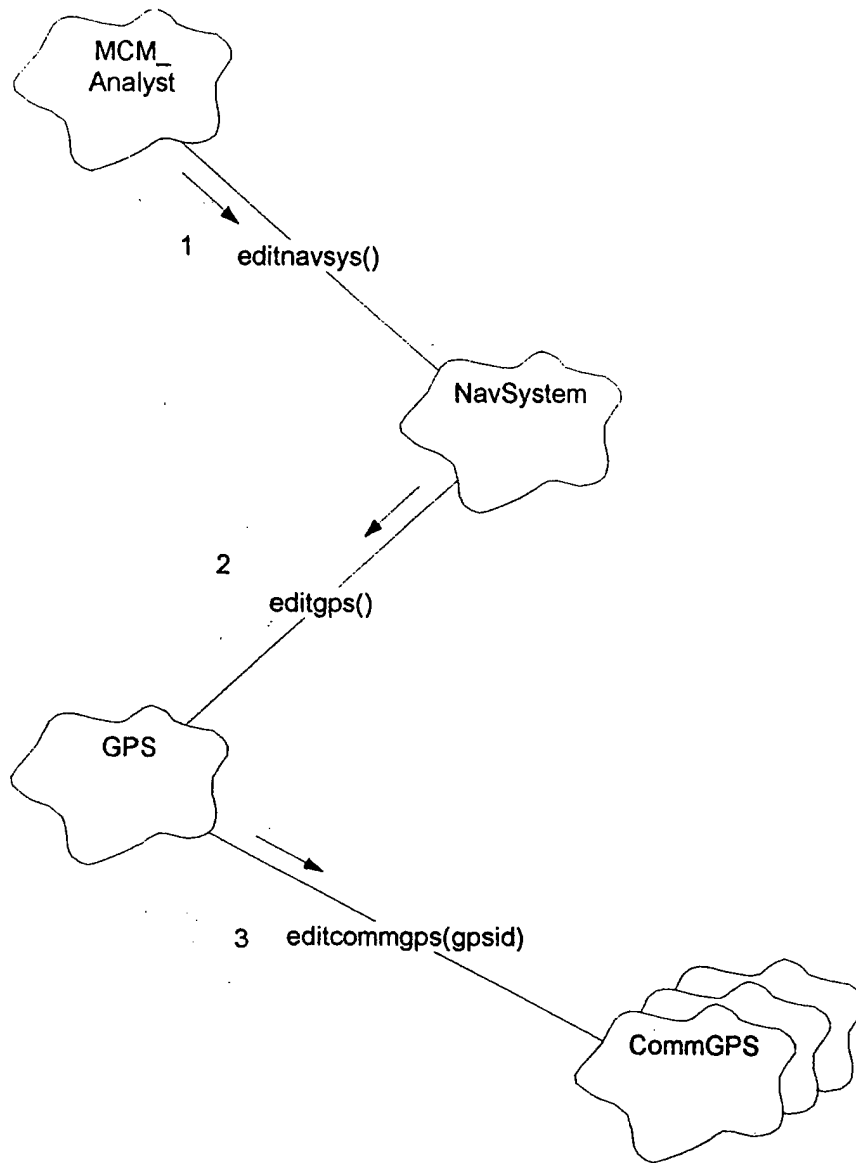 MCM_
Analyst
1 editnavsys()
NavSystem
2
editgps()
GPS
3 editcommgps(gpsid)
CommGPS